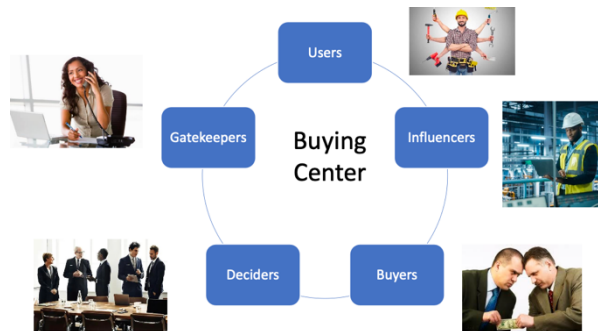 Users
Gatekeepers
Influencers
Buying
Center
Deciders
Buyers